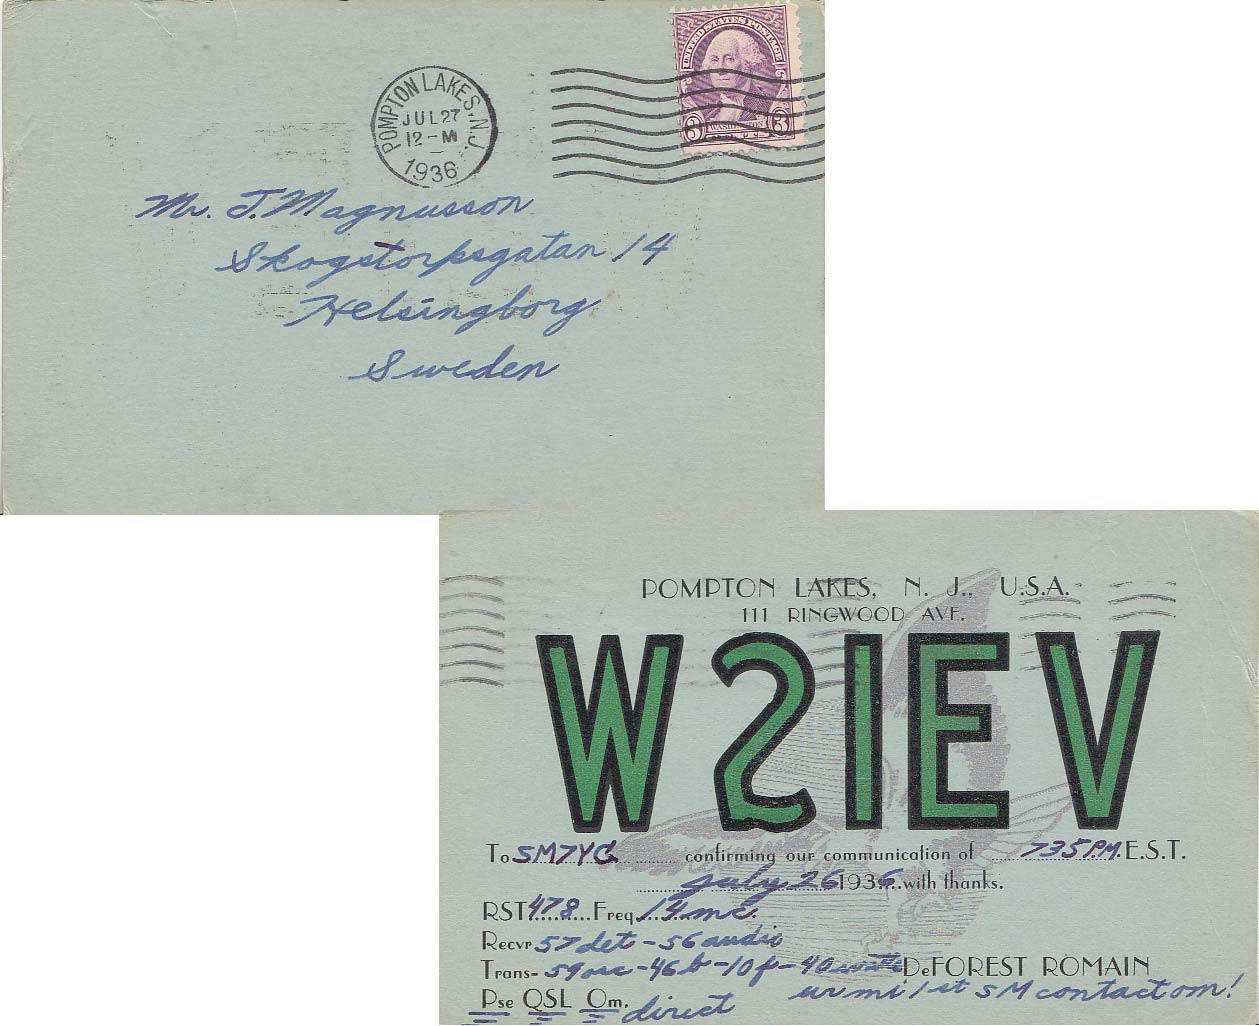 UNITED STATES POSTAGE
3 WASHINGTON 3
POMPTON LAKES, N.J.
JUL 27
12-M
1936
Mr. J. Magnusson
Skogstorpsgatan 14
Helsingborg
Sweden
POMPTON LAKES, N. J., U.S.A.
111 RINGWOOD AVE.
W2IEV
To SM7YG confirming our communication of 735 P.M. E.S.T.
July 26 1936 with thanks.
RST 478 Freq 14 mc.
Recvr 57 det - 56 audio
Trans- 59 osc - 46 b - 10 f - 40 watts DeFOREST ROMAIN
Pse QSL Om. direct ur mi 1st SM contact om!